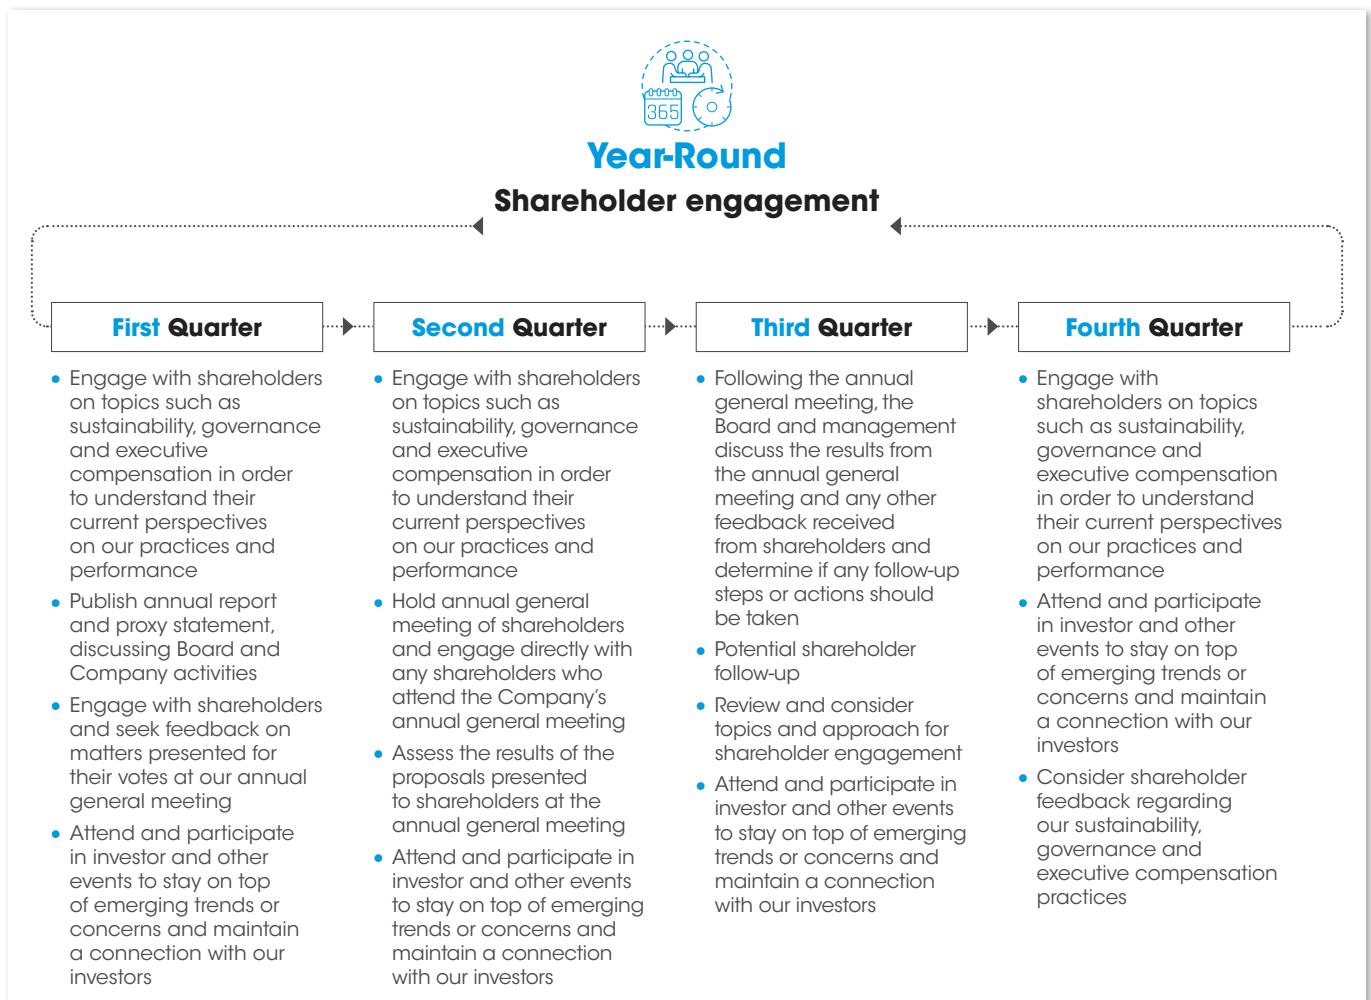 365
Year-Round
Shareholder engagement
First Quarter
• Engage with shareholders
on topics such as
sustainability, governance
and executive
compensation in order
to understand their
current perspectives
on our practices and
performance
• Publish annual report
and proxy statement,
discussing Board and
Company activities
• Engage with shareholders
and seek feedback on
matters presented for
their votes at our annual
general meeting
• Attend and participate
in investor and other
events to stay on top
of emerging trends or
concerns and maintain
a connection with our
investors
Second Quarter
• Engage with shareholders
on topics such as
sustainability, governance
and executive
compensation in order
to understand their
current perspectives
on our practices and
performance
• Hold annual general
meeting of shareholders
and engage directly with
any shareholders who
attend the Company's
annual general meeting
• Assess the results of the
proposals presented
to shareholders at the
annual general meeting
• Attend and participate in
investor and other events
to stay on top of emerging
trends or concerns and
maintain a connection
with our investors
Third Quarter
• Following the annual
general meeting, the
Board and management
discuss the results from
the annual general
meeting and any other
feedback received
from shareholders and
determine if any follow-up
steps or actions should
be taken
• Potential shareholder
follow-up
• Review and consider
topics and approach for
shareholder engagement
• Attend and participate in
investor and other events
to stay on top of emerging
trends or concerns and
maintain a connection
with our investors
Fourth Quarter
• Engage with
shareholders on topics
such as sustainability,
governance and
executive compensation
in order to understand
their current perspectives
on our practices and
performance
• Attend and participate
in investor and other
events to stay on top
of emerging trends or
concerns and maintain
a connection with our
investors
• Consider shareholder
feedback regarding
our sustainability,
governance and
executive compensation
practices